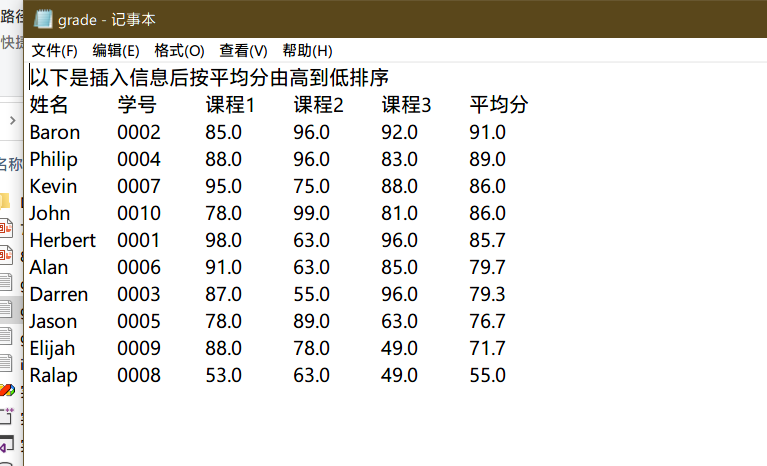 路径
grade - 记事本
快捷
文件(F) 编辑(E) 格式(O) 查看(V) 帮助(H)
以下是插入信息后按平均分由高到低排序
姓名 学号 课程1 课程2 课程3 平均分
Baron 0002 85.0 96.0 92.0 91.0
Philip 0004 88.0 96.0 83.0 89.0
名称
Kevin 0007 95.0 75.0 88.0 86.0
John 0010 78.0 99.0 81.0 86.0
Herbert 0001 98.0 63.0 96.0 85.7
Alan 0006 91.0 63.0 85.0 79.7
Darren 0003 87.0 55.0 96.0 79.3
Jason 0005 78.0 89.0 63.0 76.7
Elijah 0009 88.0 78.0 49.0 71.7
Ralap 0008 53.0 63.0 49.0 55.0